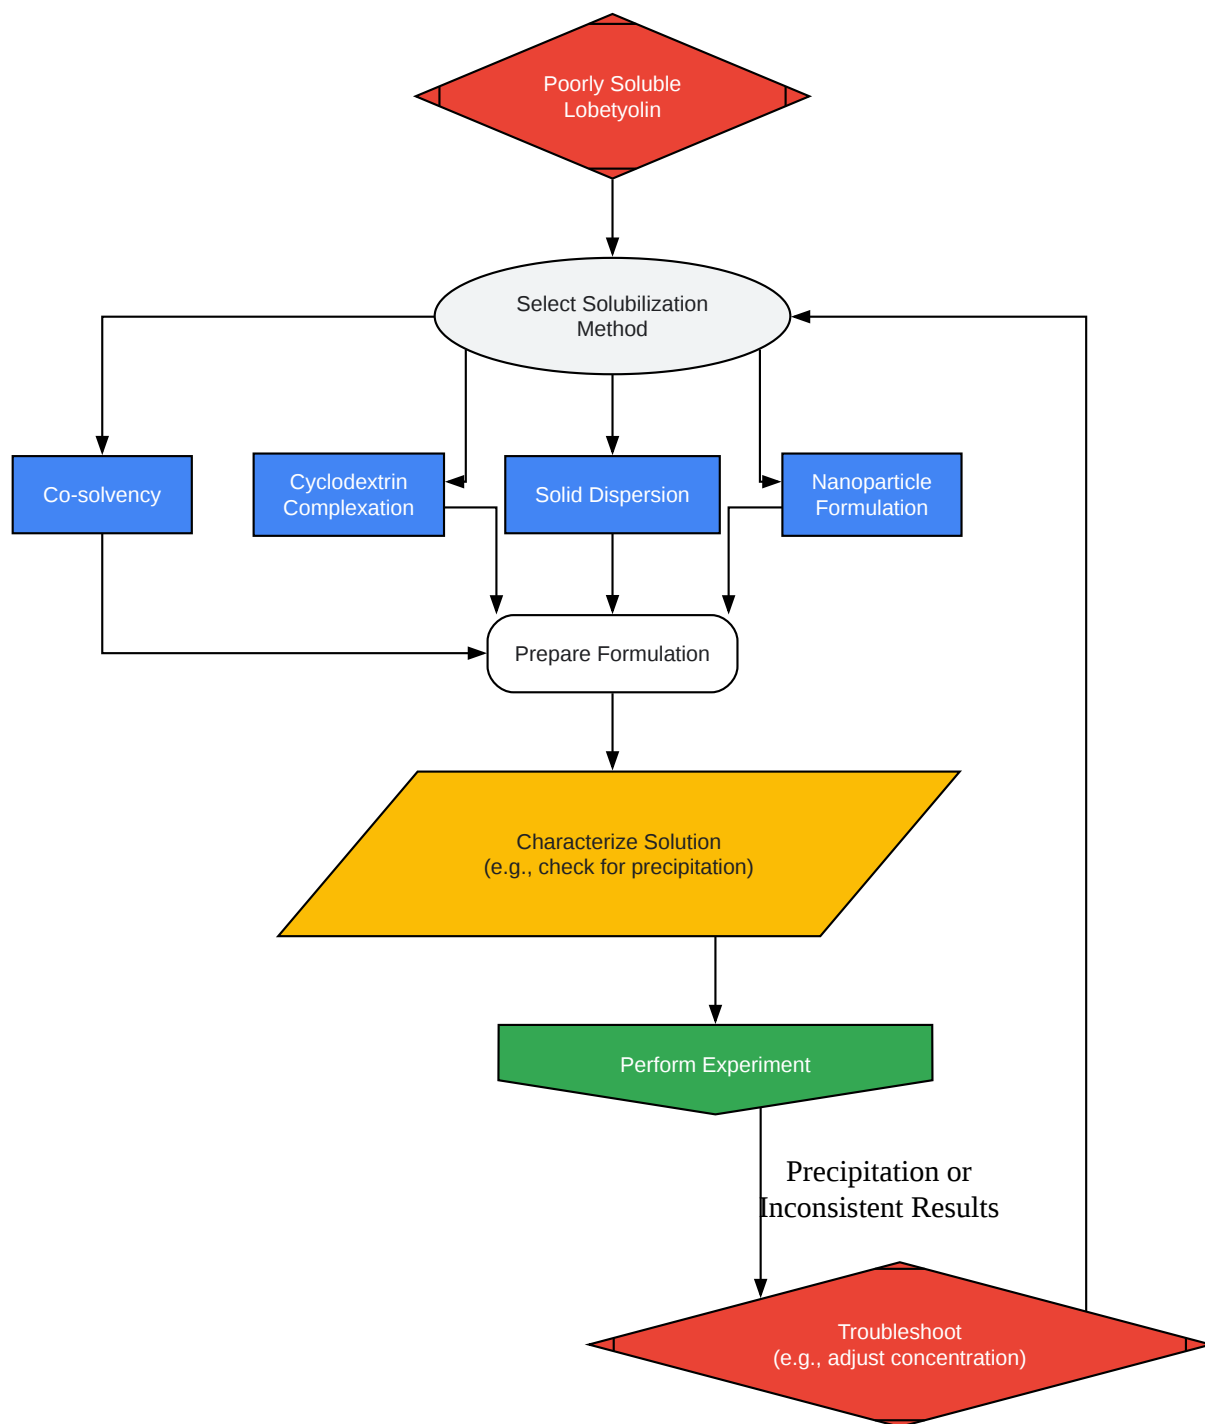 Poorly Soluble
Lobetyolin
Select Solubilization
Method
Co-solvency
Cyclodextrin
Complexation
Solid Dispersion
Nanoparticle
Formulation
Prepare Formulation
Characterize Solution
(e.g., check for precipitation)
Perform Experiment
Precipitation or
Inconsistent Results
Troubleshoot
(e.g., adjust concentration)